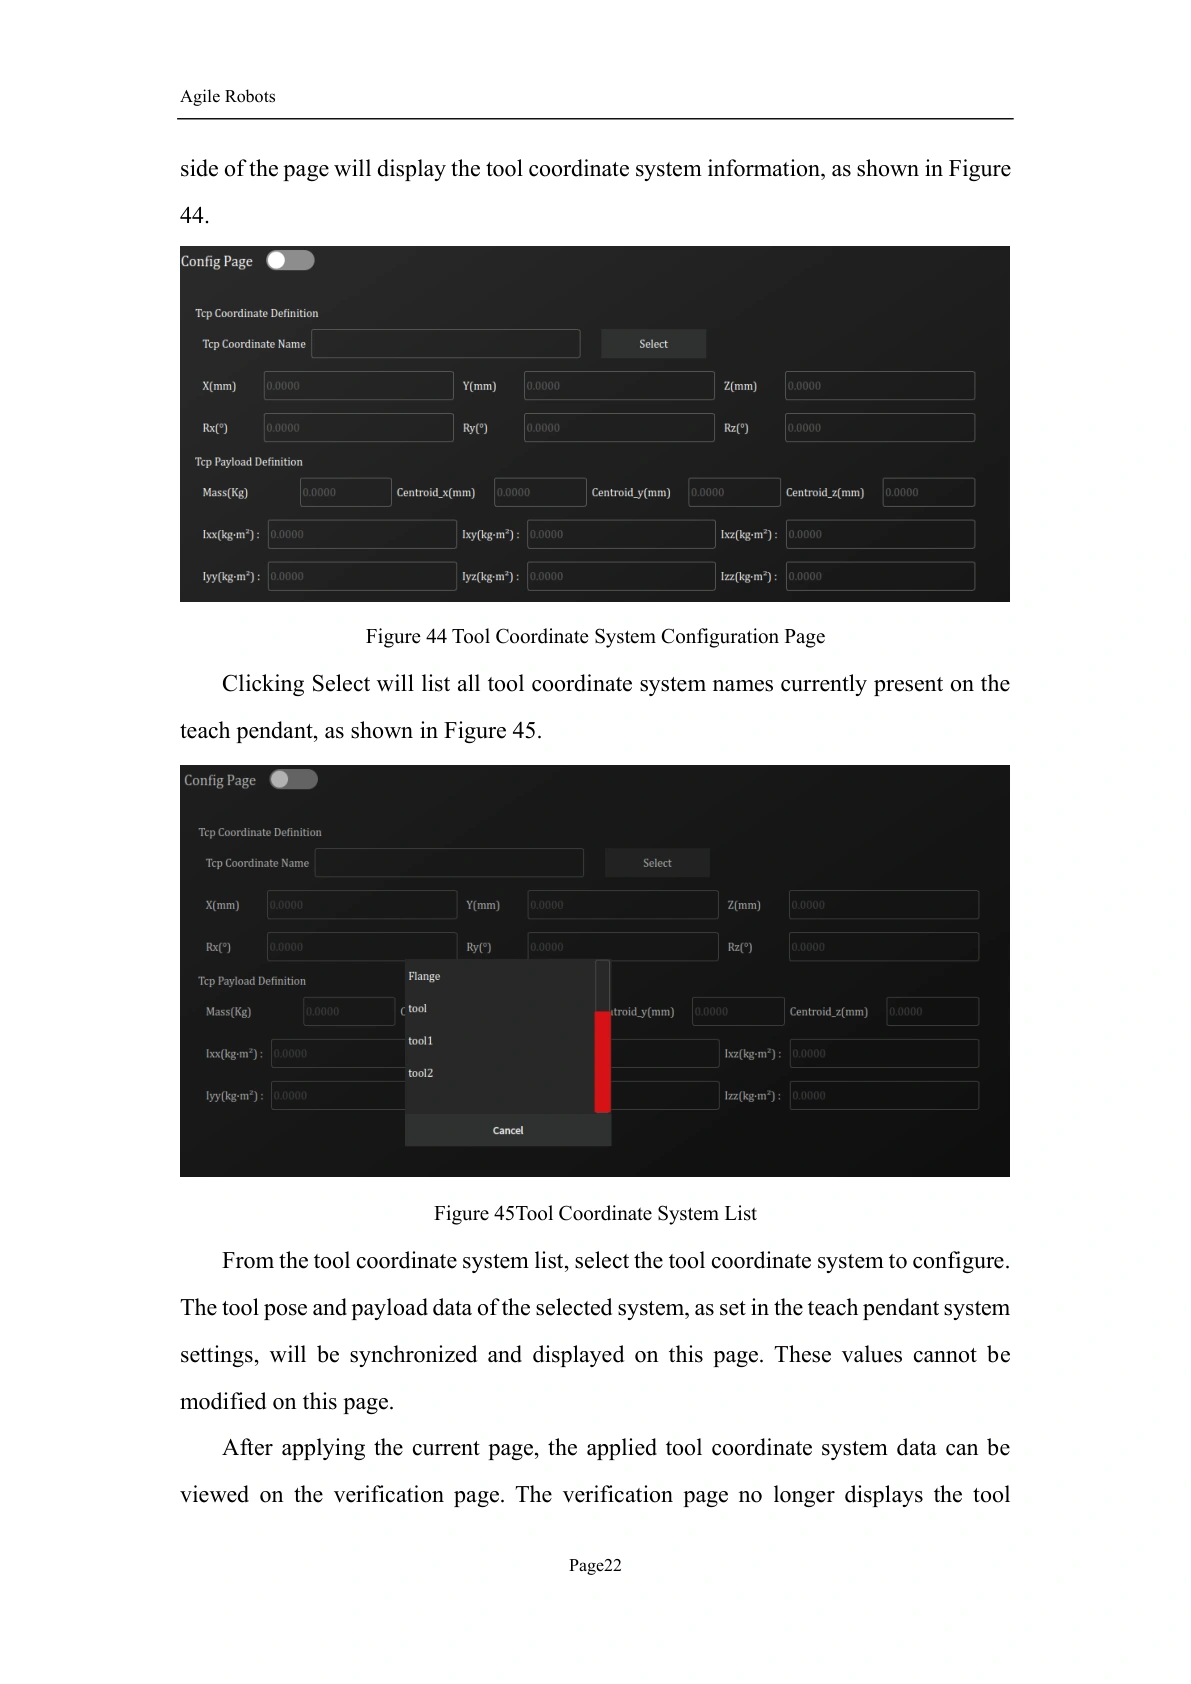 Agile Robots
side of the page will display the tool coordinate system information, as shown in Figure
44.
Config Page
Tcp Coordinate Definition
Tcp Coordinate Name Select
X(mm) 0.0000 Y(mm) 0.0000 Z(mm) 0.0000
Rx(°) 0.0000 Ry(°) 0.0000 Rz(°) 0.0000
Tcp Payload Definition
Mass(Kg) 0.0000 Centroid_x(mm) 0.0000 Centroid_y(mm) 0.0000 Centroid_z(mm) 0.0000
Ixx(kg·m²) : 0.0000 Ixy(kg·m²) : 0.0000 Ixz(kg·m²) : 0.0000
Iyy(kg·m²) : 0.0000 Iyz(kg·m²) : 0.0000 Izz(kg·m²) : 0.0000
Figure 44 Tool Coordinate System Configuration Page
Clicking Select will list all tool coordinate system names currently present on the
teach pendant, as shown in Figure 45.
Config Page
Tcp Coordinate Definition
Tcp Coordinate Name Select
X(mm) 0.0000 Y(mm) 0.0000 Z(mm) 0.0000
Rx(°) 0.0000 Ry(°) 0.0000 Rz(°) 0.0000
Tcp Payload Definition
Mass(Kg) 0.0000 C troid_y(mm) 0.0000 Centroid_z(mm) 0.0000
Ixx(kg·m²) : 0.0000 Ixz(kg·m²) : 0.0000
Iyy(kg·m²) : 0.0000 Izz(kg·m²) : 0.0000
Flange
tool
tool1
tool2
Cancel
Figure 45Tool Coordinate System List
From the tool coordinate system list, select the tool coordinate system to configure.
The tool pose and payload data of the selected system, as set in the teach pendant system
settings, will be synchronized and displayed on this page. These values cannot be
modified on this page.
After applying the current page, the applied tool coordinate system data can be
viewed on the verification page. The verification page no longer displays the tool
Page22